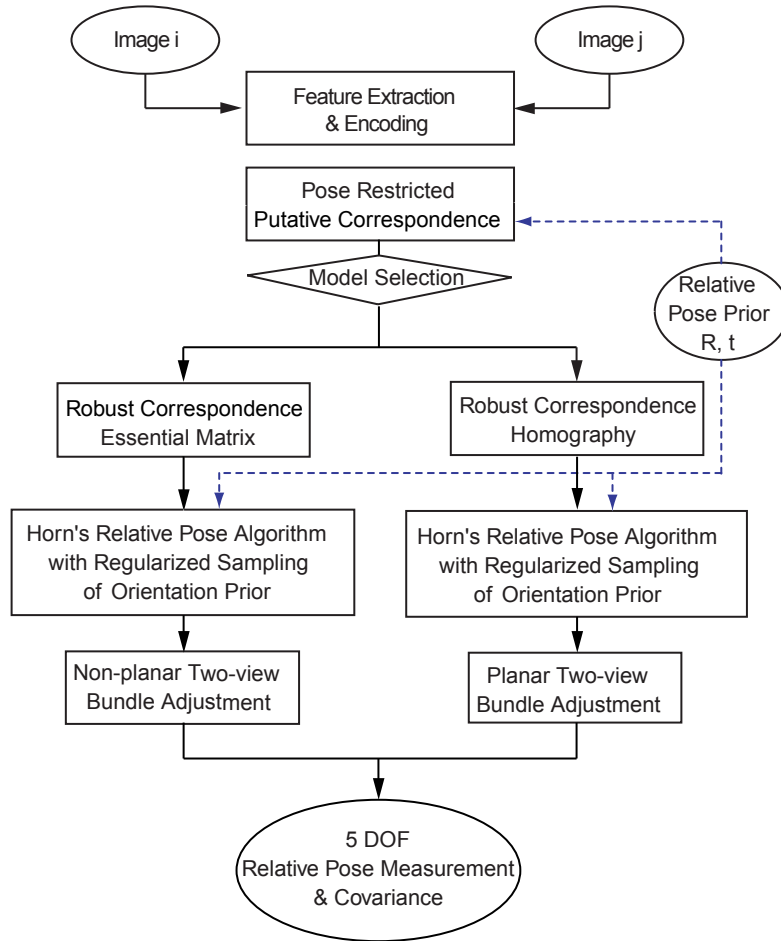 Image i
Image j
Feature Extraction
& Encoding
Pose Restricted
Putative Correspondence
Model Selection
Relative
Pose Prior
R, t
Robust Correspondence
Essential Matrix
Robust Correspondence
Homography
Horn's Relative Pose Algorithm
with Regularized Sampling
of Orientation Prior
Horn's Relative Pose Algorithm
with Regularized Sampling
of Orientation Prior
Non-planar Two-view
Bundle Adjustment
Planar Two-view
Bundle Adjustment
5 DOF
Relative Pose Measurement
& Covariance